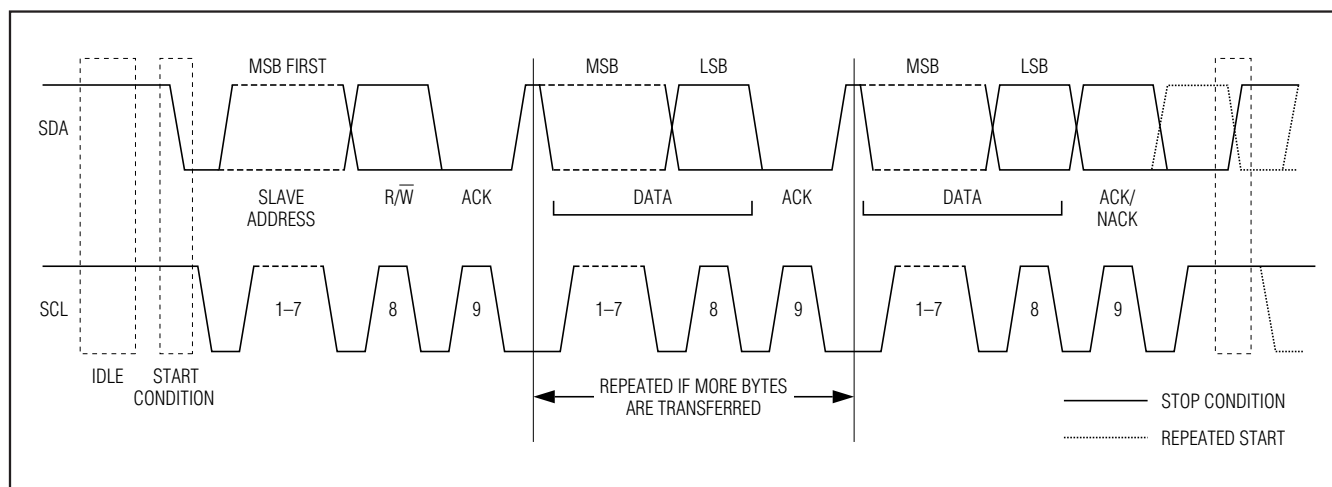 MSB FIRST MSB LSB MSB LSB
SDA
SLAVE ADDRESS R/W̅ ACK DATA ACK DATA ACK/ NACK
SCL 1–7 8 9 1–7 8 9 1–7 8 9
IDLE START CONDITION
REPEATED IF MORE BYTES
ARE TRANSFERRED
STOP CONDITION
REPEATED START